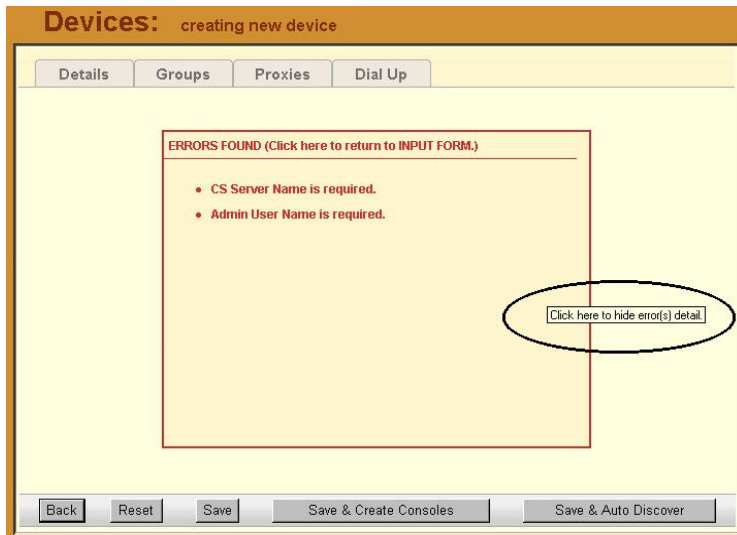 Devices: creating new device
Details Groups Proxies Dial Up
ERRORS FOUND (Click here to return to INPUT FORM.)
• CS Server Name is required.
• Admin User Name is required.
Click here to hide error(s) detail.
Back Reset Save Save & Create Consoles Save & Auto Discover